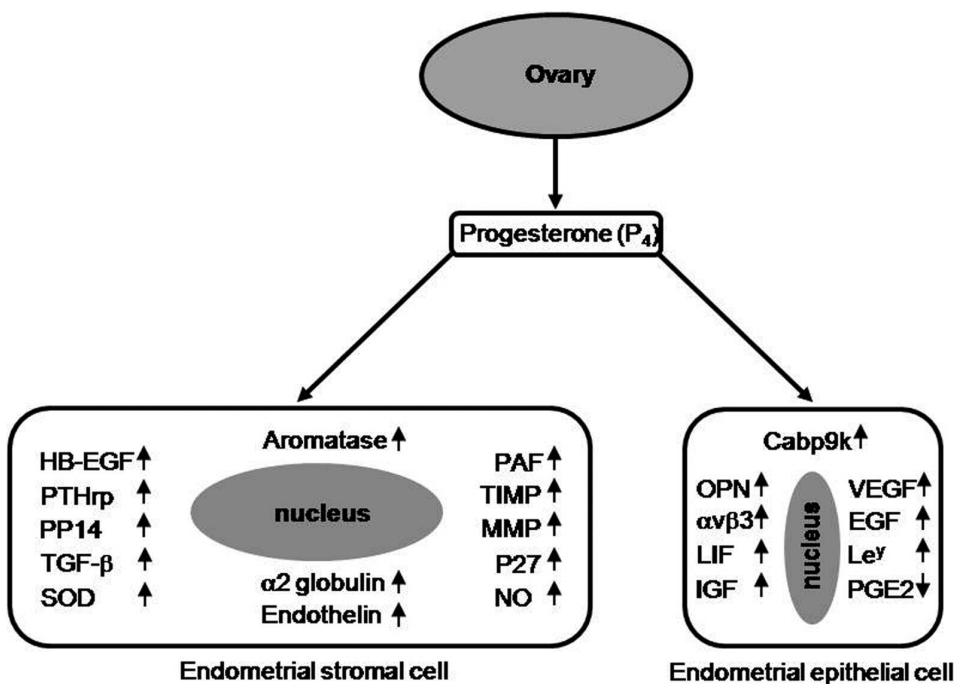 Ovary
Progesterone (P₄)
Aromatase ↑
HB-EGF ↑
PTHrp ↑
PP14 ↑
TGF-β ↑
SOD ↑
nucleus
α2 globulin ↑
Endothelin ↑
PAF ↑
TIMP ↑
MMP ↑
P27 ↑
NO ↑
Endometrial stromal cell
Cabp9k ↑
OPN ↑
αvβ3 ↑
LIF ↑
IGF ↑
nucleus
VEGF ↑
EGF ↑
Leʸ ↑
PGE2 ↓
Endometrial epithelial cell